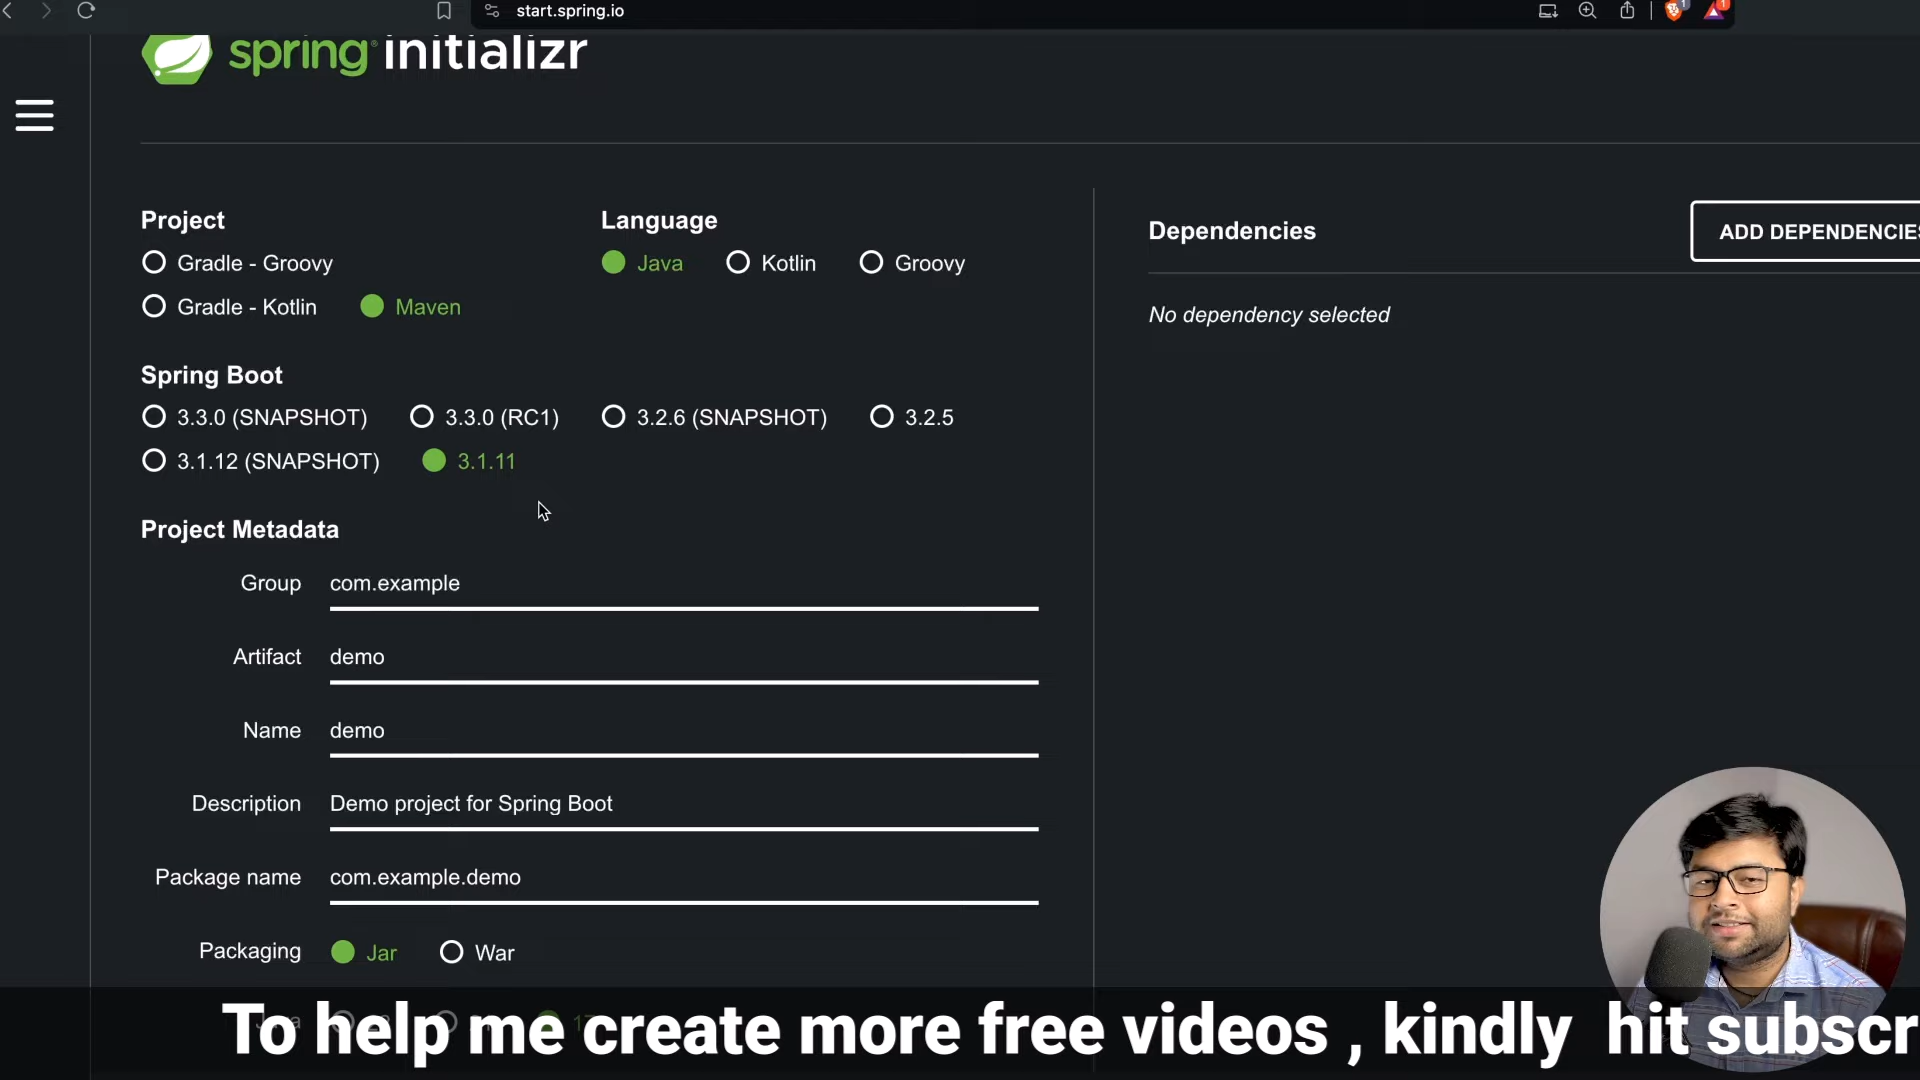 start.spring.io
spring initializr
Project
Gradle - Groovy
Gradle - Kotlin
Maven
Language
Java
Kotlin
Groovy
Spring Boot
3.3.0 (SNAPSHOT)
3.3.0 (RC1)
3.2.6 (SNAPSHOT)
3.2.5
3.1.12 (SNAPSHOT)
3.1.11
Project Metadata
Group com.example
Artifact demo
Name demo
Description Demo project for Spring Boot
Package name com.example.demo
Packaging Jar War
Dependencies
ADD DEPENDENCIES
No dependency selected
To help me create more free videos , kindly hit subscr